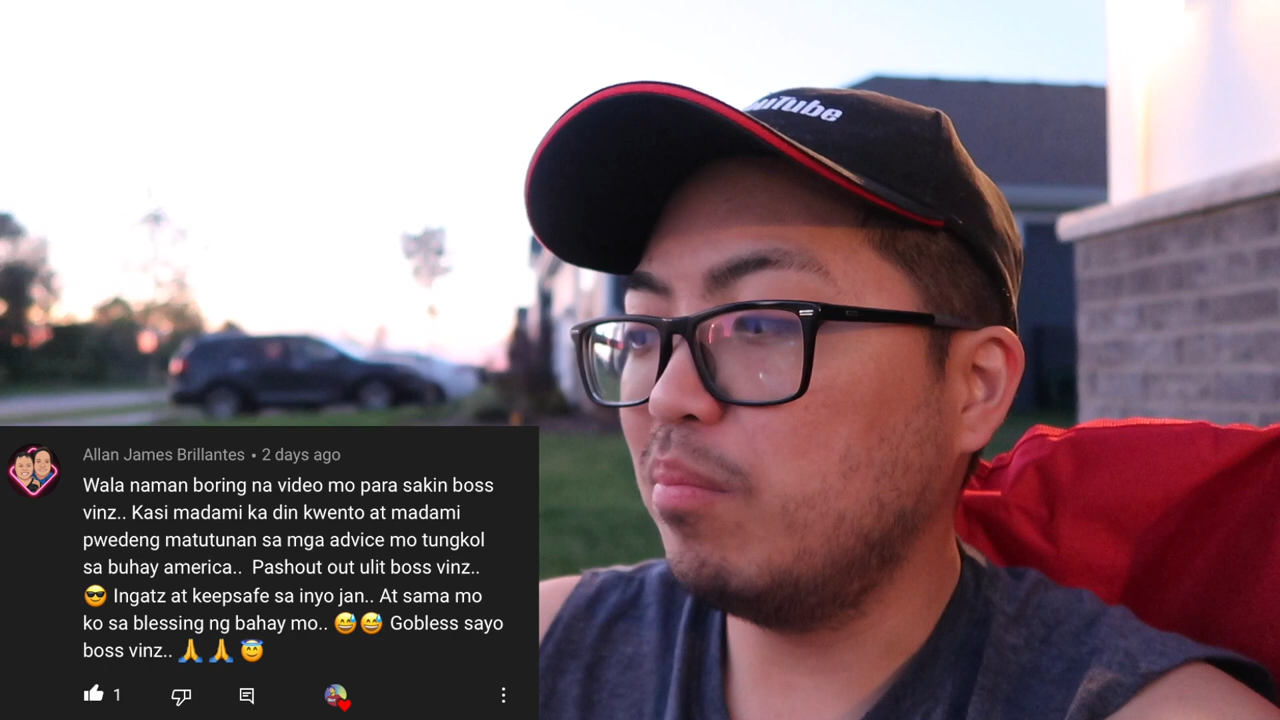 YouTube
Allan James Brillantes • 2 days ago
Wala naman boring na video mo para sakin boss
vinz.. Kasi madami ka din kwento at madami
pwedeng matutunan sa mga advice mo tungkol
sa buhay america.. Pashout out ulit boss vinz..
😎 Ingatz at keepsafe sa inyo jan.. At sama mo
ko sa blessing ng bahay mo.. 😅😅 Gobless sayo
boss vinz.. 🙏🙏😇
1